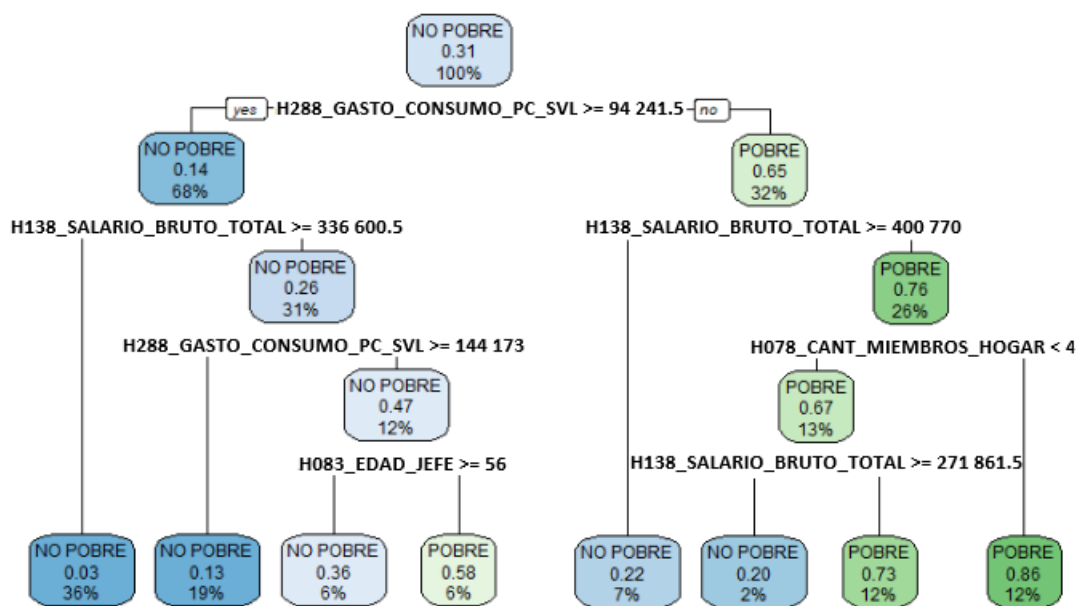 NO POBRE
0.31
100%
yes H288_GASTO_CONSUMO_PC_SVL >= 94 241.5 no
NO POBRE
0.14
68%
POBRE
0.65
32%
H138_SALARIO_BRUTO_TOTAL >= 336 600.5
H138_SALARIO_BRUTO_TOTAL >= 400 770
NO POBRE
0.26
31%
POBRE
0.76
26%
H288_GASTO_CONSUMO_PC_SVL >= 144 173
H078_CANT_MIEMBROS_HOGAR < 4
NO POBRE
0.47
12%
POBRE
0.67
13%
H083_EDAD_JEFE >= 56
H138_SALARIO_BRUTO_TOTAL >= 271 861.5
NO POBRE
0.03
36%
NO POBRE
0.13
19%
NO POBRE
0.36
6%
POBRE
0.58
6%
NO POBRE
0.22
7%
NO POBRE
0.20
2%
POBRE
0.73
12%
POBRE
0.86
12%